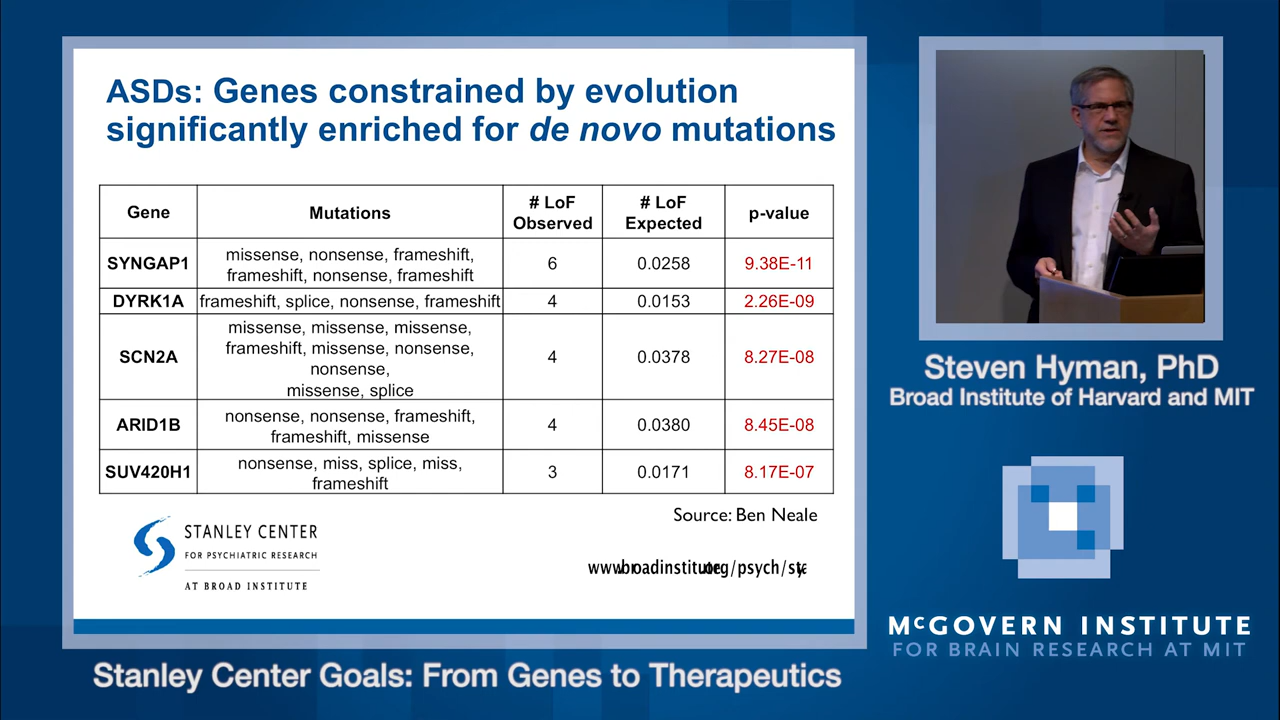 ASDs: Genes constrained by evolution
significantly enriched for de novo mutations
Gene Mutations # LoF Observed # LoF Expected p-value
SYNGAP1 missense, nonsense, frameshift, frameshift, nonsense, frameshift 6 0.0258 9.38E-11
DYRK1A frameshift, splice, nonsense, frameshift 4 0.0153 2.26E-09
SCN2A missense, missense, missense, frameshift, missense, nonsense, nonsense, missense, splice 4 0.0378 8.27E-08
ARID1B nonsense, nonsense, frameshift, frameshift, missense 4 0.0380 8.45E-08
SUV420H1 nonsense, miss, splice, miss, frameshift 3 0.0171 8.17E-07
Source: Ben Neale
STANLEY CENTER
FOR PSYCHIATRIC RESEARCH
AT BROAD INSTITUTE
Steven Hyman, PhD
Broad Institute of Harvard and MIT
McGOVERN INSTITUTE
FOR BRAIN RESEARCH AT MIT
Stanley Center Goals: From Genes to Therapeutics